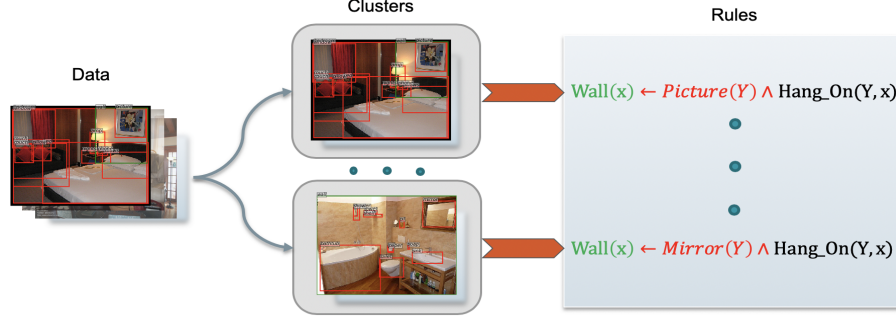 Clusters
Rules
Data
Wall(x) ← Picture(Y) ∧ Hang_On(Y, x)
Wall(x) ← Mirror(Y) ∧ Hang_On(Y, x)